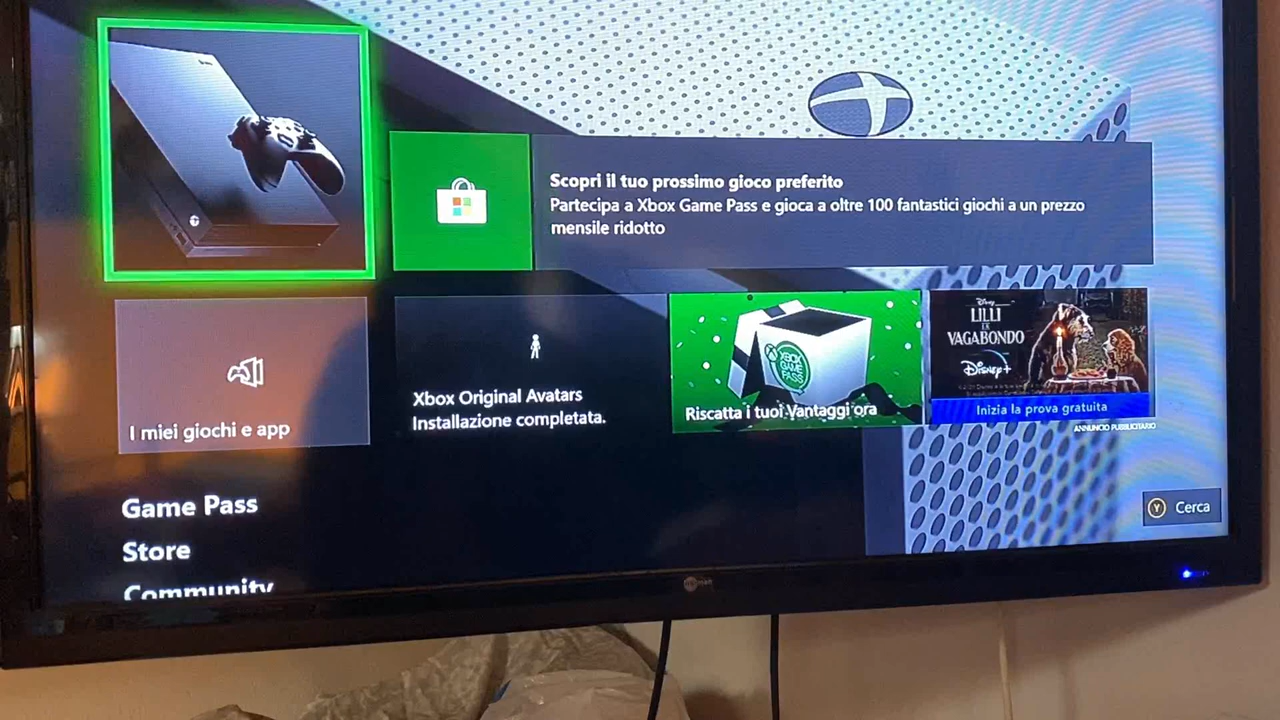 Scopri il tuo prossimo gioco preferito
Partecipa a Xbox Game Pass e gioca a oltre 100 fantastici giochi a un prezzo
mensile ridotto
I miei giochi e app
Xbox Original Avatars
Installazione completata.
XBOX
GAME
PASS
Riscatta i tuoi Vantaggi ora
Disney
LILLI
E IL
VAGABONDO
Disney+
Inizia la prova gratuita
ANNUNCIO PUBBLICITARIO
Game Pass
Store
Community
Y Cerca